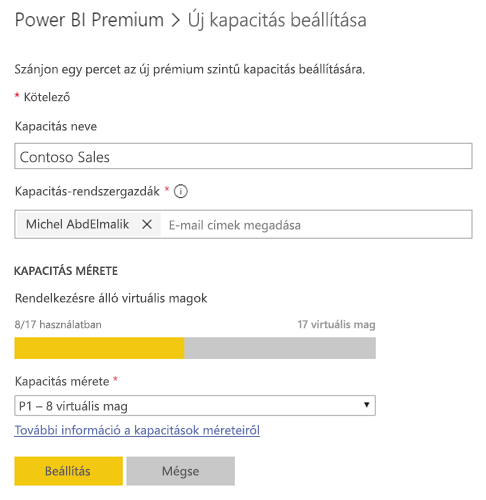 Power BI Premium > Új kapacitás beállítása
Szánjon egy percet az új prémium szintű kapacitás beállítására.
* Kötelező
Kapacitás neve
Contoso Sales
Kapacitás-rendszergazdák *
Michel AbdElmalik × E-mail címek megadása
KAPACITÁS MÉRETE
Rendelkezésre álló virtuális magok
8/17 használatban 17 virtuális mag
Kapacitás mérete *
P1 – 8 virtuális mag
További információ a kapacitások méreteiről
Beállítás Mégse